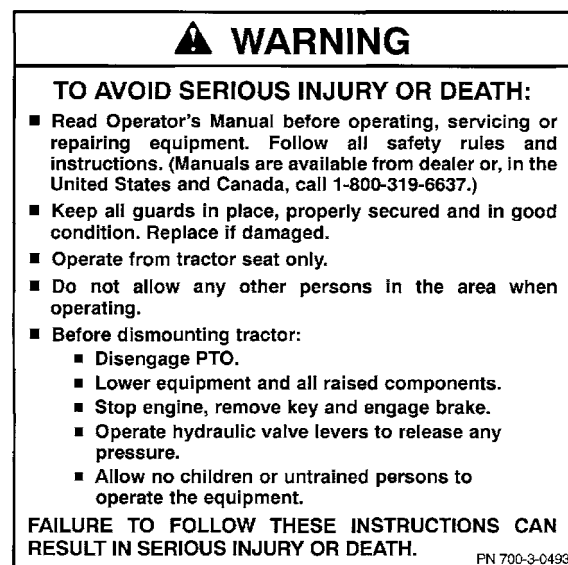 WARNING
TO AVOID SERIOUS INJURY OR DEATH:
■ Read Operator's Manual before operating, servicing or
repairing equipment. Follow all safety rules and
instructions. (Manuals are available from dealer or, in the
United States and Canada, call 1-800-319-6637.)
■ Keep all guards in place, properly secured and in good
condition. Replace if damaged.
■ Operate from tractor seat only.
■ Do not allow any other persons in the area when
operating.
■ Before dismounting tractor:
■ Disengage PTO.
■ Lower equipment and all raised components.
■ Stop engine, remove key and engage brake.
■ Operate hydraulic valve levers to release any
pressure.
■ Allow no children or untrained persons to
operate the equipment.
FAILURE TO FOLLOW THESE INSTRUCTIONS CAN
RESULT IN SERIOUS INJURY OR DEATH.
PN 700-3-0493